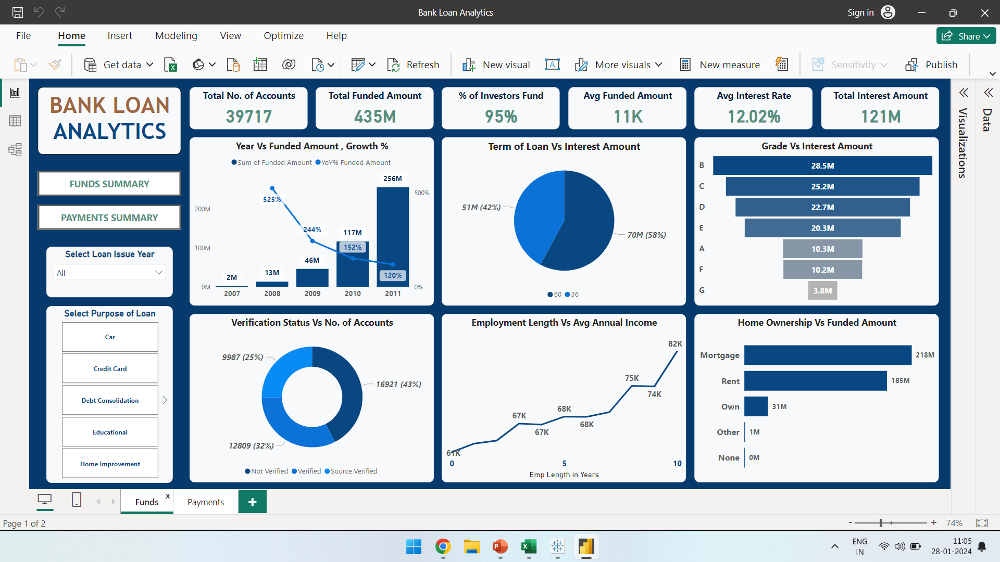 Bank Loan Analytics
Sign in
File Home Insert Modeling View Optimize Help
Share
Get data
Refresh
New visual
More visuals
New measure
Sensitivity
Publish
BANK LOAN
ANALYTICS
FUNDS SUMMARY
PAYMENTS SUMMARY
Select Loan Issue Year
All
Select Purpose of Loan
Car
Credit Card
Debt Consolidation
Educational
Home Improvement
Total No. of Accounts
39717
Total Funded Amount
435M
% of Investors Fund
95%
Avg Funded Amount
11K
Avg Interest Rate
12.02%
Total Interest Amount
121M
Year Vs Funded Amount , Growth %
Sum of Funded Amount YoY% Funded Amount
256M
500%
525%
200M
244%
117M
152%
100M
46M
13M
120%
2M
0M
0%
2007 2008 2009 2010 2011
Term of Loan Vs Interest Amount
51M (42%)
70M (58%)
60 36
Grade Vs Interest Amount
B 28.5M
C 25.2M
D 22.7M
E 20.3M
A 10.3M
F 10.2M
G 3.8M
Verification Status Vs No. of Accounts
9987 (25%)
16921 (43%)
12809 (32%)
Not Verified Verified Source Verified
Employment Length Vs Avg Annual Income
82K
75K
74K
68K
67K
68K
67K
61K
0 5 10
Emp Length in Years
Home Ownership Vs Funded Amount
Mortgage 218M
Rent 185M
Own 31M
Other 1M
None 0M
Visualizations
Data
Funds x
Payments
+
Page 1 of 2
- + 74%
ENG
IN
11:05
28-01-2024